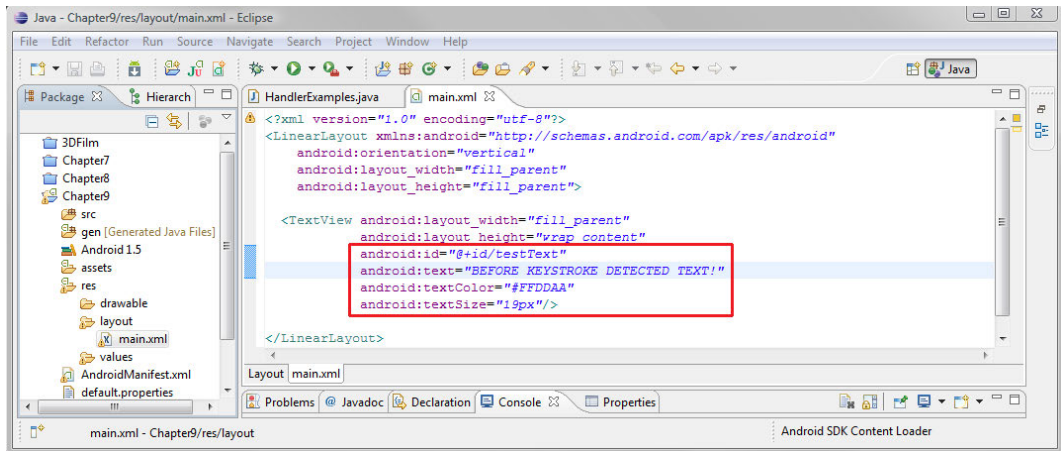 Java - Chapter9/res/layout/main.xml - Eclipse
File Edit Refactor Run Source Navigate Search Project Window Help
Java
Package Hierarch
HandlerExamples.java main.xml
3DFilm
Chapter7
Chapter8
Chapter9
src
gen [Generated Java Files]
Android 1.5
assets
res
drawable
layout
main.xml
values
AndroidManifest.xml
default.properties
<?xml version="1.0" encoding="utf-8"?>
<LinearLayout xmlns:android="http://schemas.android.com/apk/res/android"
android:orientation="vertical"
android:layout_width="fill_parent"
android:layout_height="fill_parent">
<TextView android:layout_width="fill_parent"
android:layout_height="wrap_content"
android:id="@+id/testText"
android:text="BEFORE KEYSTROKE DETECTED TEXT!"
android:textColor="#FFDDAA"
android:textSize="19px"/>
</LinearLayout>
Layout main.xml
Problems @ Javadoc Declaration Console Properties
main.xml - Chapter9/res/layout
Android SDK Content Loader